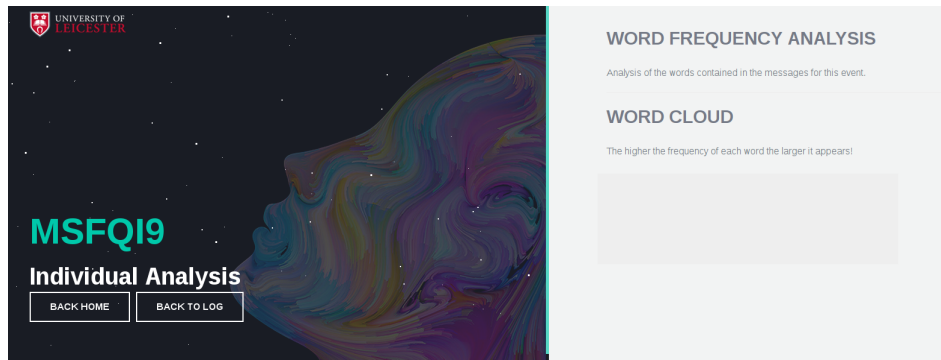 UNIVERSITY OF
LEICESTER
MSFQI9
Individual Analysis
BACK HOME
BACK TO LOG
WORD FREQUENCY ANALYSIS
Analysis of the words contained in the messages for this event.
WORD CLOUD
The higher the frequency of each word the larger it appears!